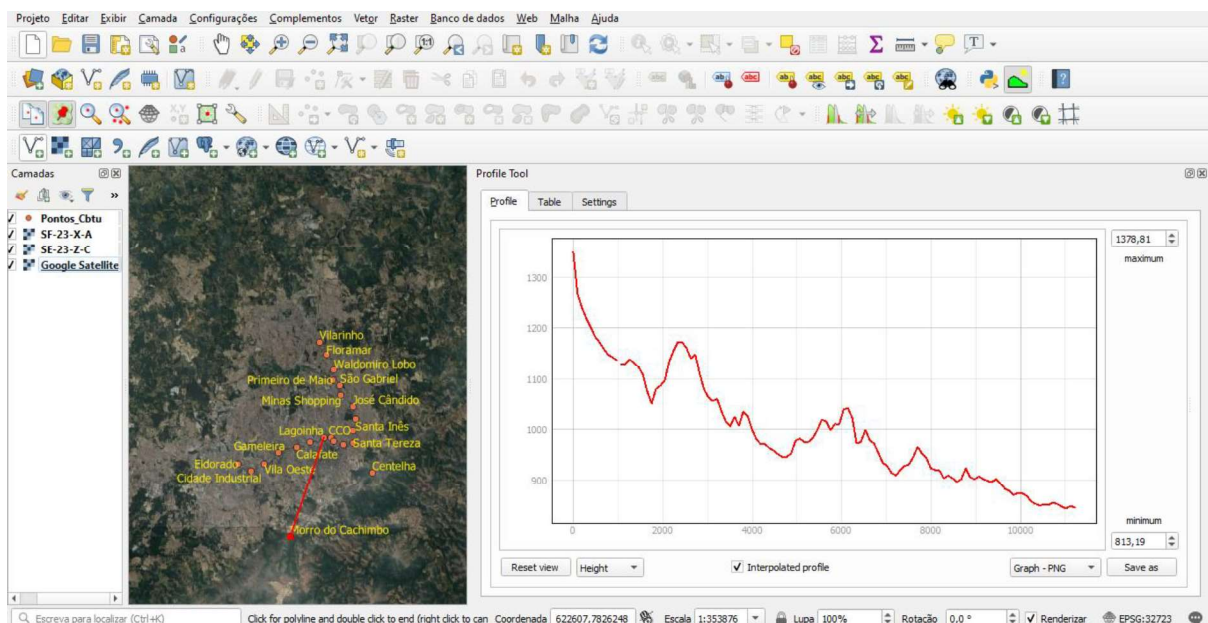 Projeto Editar Exibir Camada Configurações Complementos Vetor Raster Banco de dados Web Malha Ajuda
Camadas
Pontos_Cbtu
SF-23-X-A
SE-23-Z-C
Google Satellite
Vilarinho
Floramar
Waldomiro Lobo
Primeiro de Maio
São Gabriel
Minas Shopping
José Cândido
Santa Inês
Lagoinha
CCO
Santa Tereza
Gameleira
Calafate
Eldorado
Vila Oeste
Centelha
Cidade Industrial
Morro do Cachimbo
Profile Tool
Profile Table Settings
1378,81
maximum
1300
1200
1100
1000
900
0 2000 4000 6000 8000 10000
minimum
813,19
Reset view Height Interpolated profile Graph - PNG Save as
Escreva para localizar (Ctrl+K) Click for polyline and double click to end (right click to can Coordenada 622607.7826248 Escala 1:353876 Lupa 100% Rotação 0,0 ° Renderizar EPSG:32723